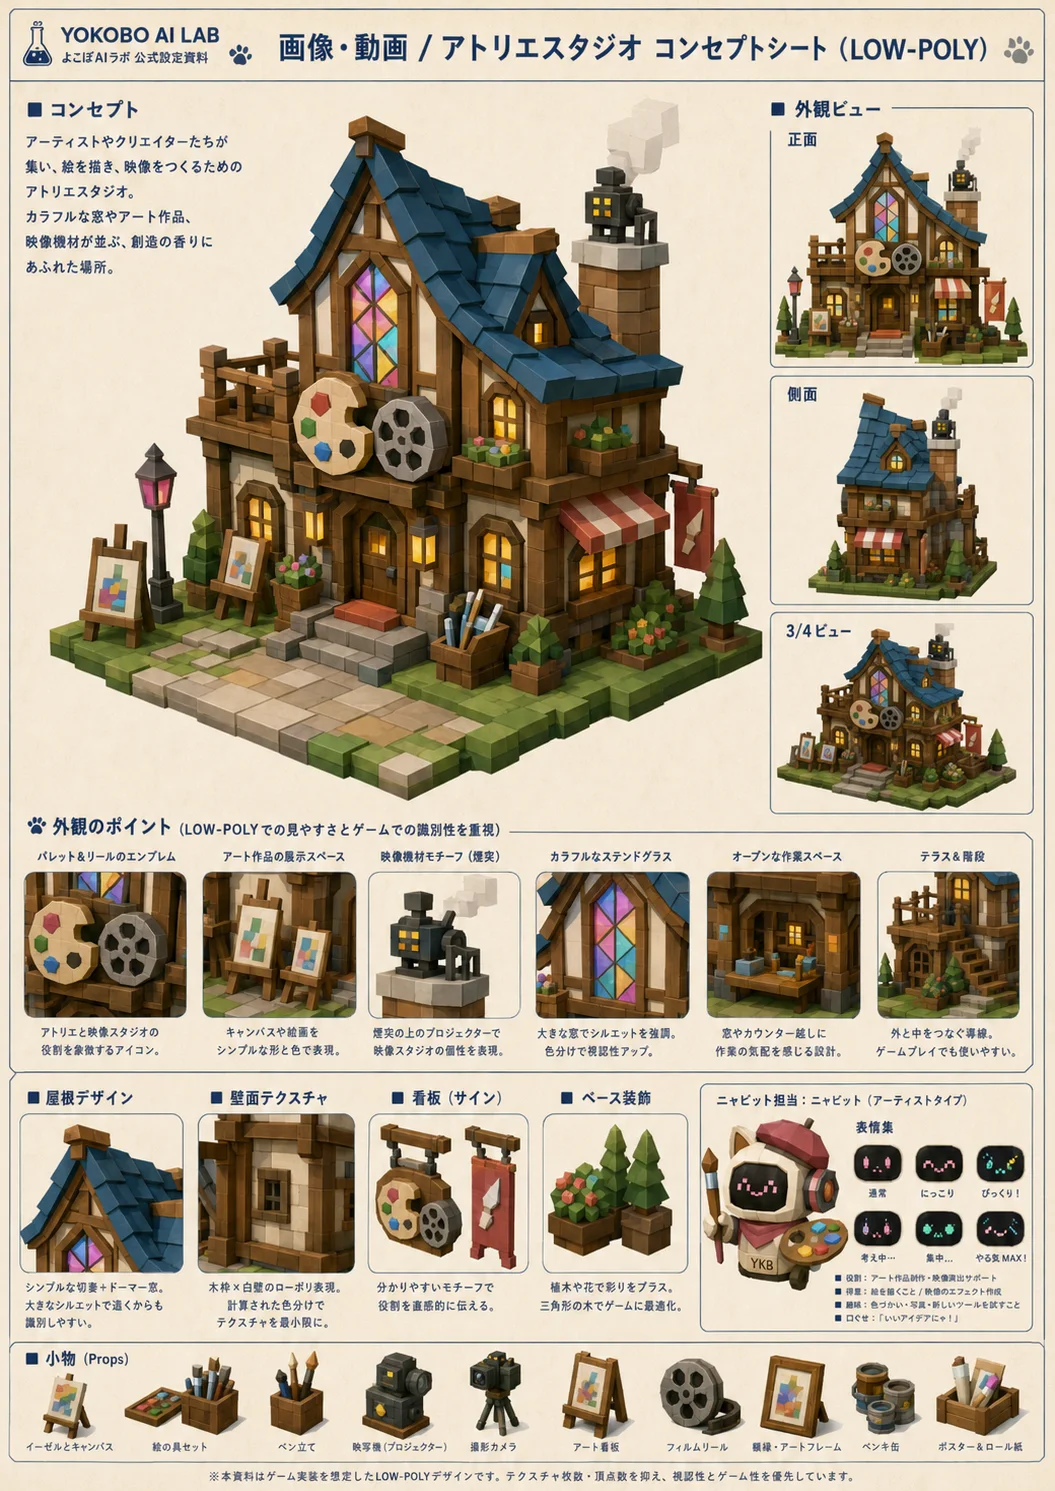 YOKOBO AI LAB
よこぼAIラボ 公式設定資料
画像・動画 / アトリエスタジオ コンセプトシート (LOW-POLY)
■ コンセプト
アーティストやクリエイターたちが
集い、絵を描き、映像をつくるための
アトリエスタジオ。
カラフルな窓やアート作品、
映像機材が並ぶ、創造の香りに
あふれた場所。
■ 外観ビュー
正面
側面
3/4 ビュー
外観のポイント (LOW-POLYでの見やすさとゲームでの識別性を重視)
パレット&リールのエンブレム
アトリエと映像スタジオの
役割を象徴するアイコン。
アート作品の展示スペース
キャンバスや絵画を
シンプルな形と色で表現。
映像機材モチーフ (煙突)
煙突の上のプロジェクターで
映像スタジオの個性を表現。
カラフルなステンドグラス
大きな窓でシルエットを強調。
色分けで視認性アップ。
オープンな作業スペース
窓やカウンター越しに
作業の気配を感じる設計。
テラス&階段
外と中をつなぐ導線。
ゲームプレイでも使いやすい。
■ 屋根デザイン
シンプルな切妻+ドーマー窓。
大きなシルエットで遠くからも
識別しやすい。
■ 壁面テクスチャ
木枠×白壁のローポリ表現。
計算された色分けで
テクスチャを最小限に。
■ 看板 (サイン)
分かりやすいモチーフで
役割を直感的に伝える。
■ ベース装飾
植木や花で彩りをプラス。
三角形の木でゲームに最適化。
ニャビット担当：ニャビット (アーティストタイプ)
YKB
表情集
通常
にっこり
びっくり！
考え中…
集中…
やる気MAX！
■ 役割：アート作品制作・映像演出サポート
■ 得意：絵を描くこと / 映像のエフェクト作成
■ 色づかい・写真・新しいツールを試すこと
■ 口ぐせ：「いいアイデアにゃ！」
■ 小物 (Props)
イーゼルとキャンバス
絵の具セット
ペン立て
映写機(プロジェクター)
撮影カメラ
アート看板
フィルムリール
額縁・アートフレーム
ペンキ缶
ポスター&ロール紙
※本資料はゲーム実装を想定したLOW-POLYデザインです。テクスチャ枚数・頂点数を抑え、視認性とゲーム性を優先しています。